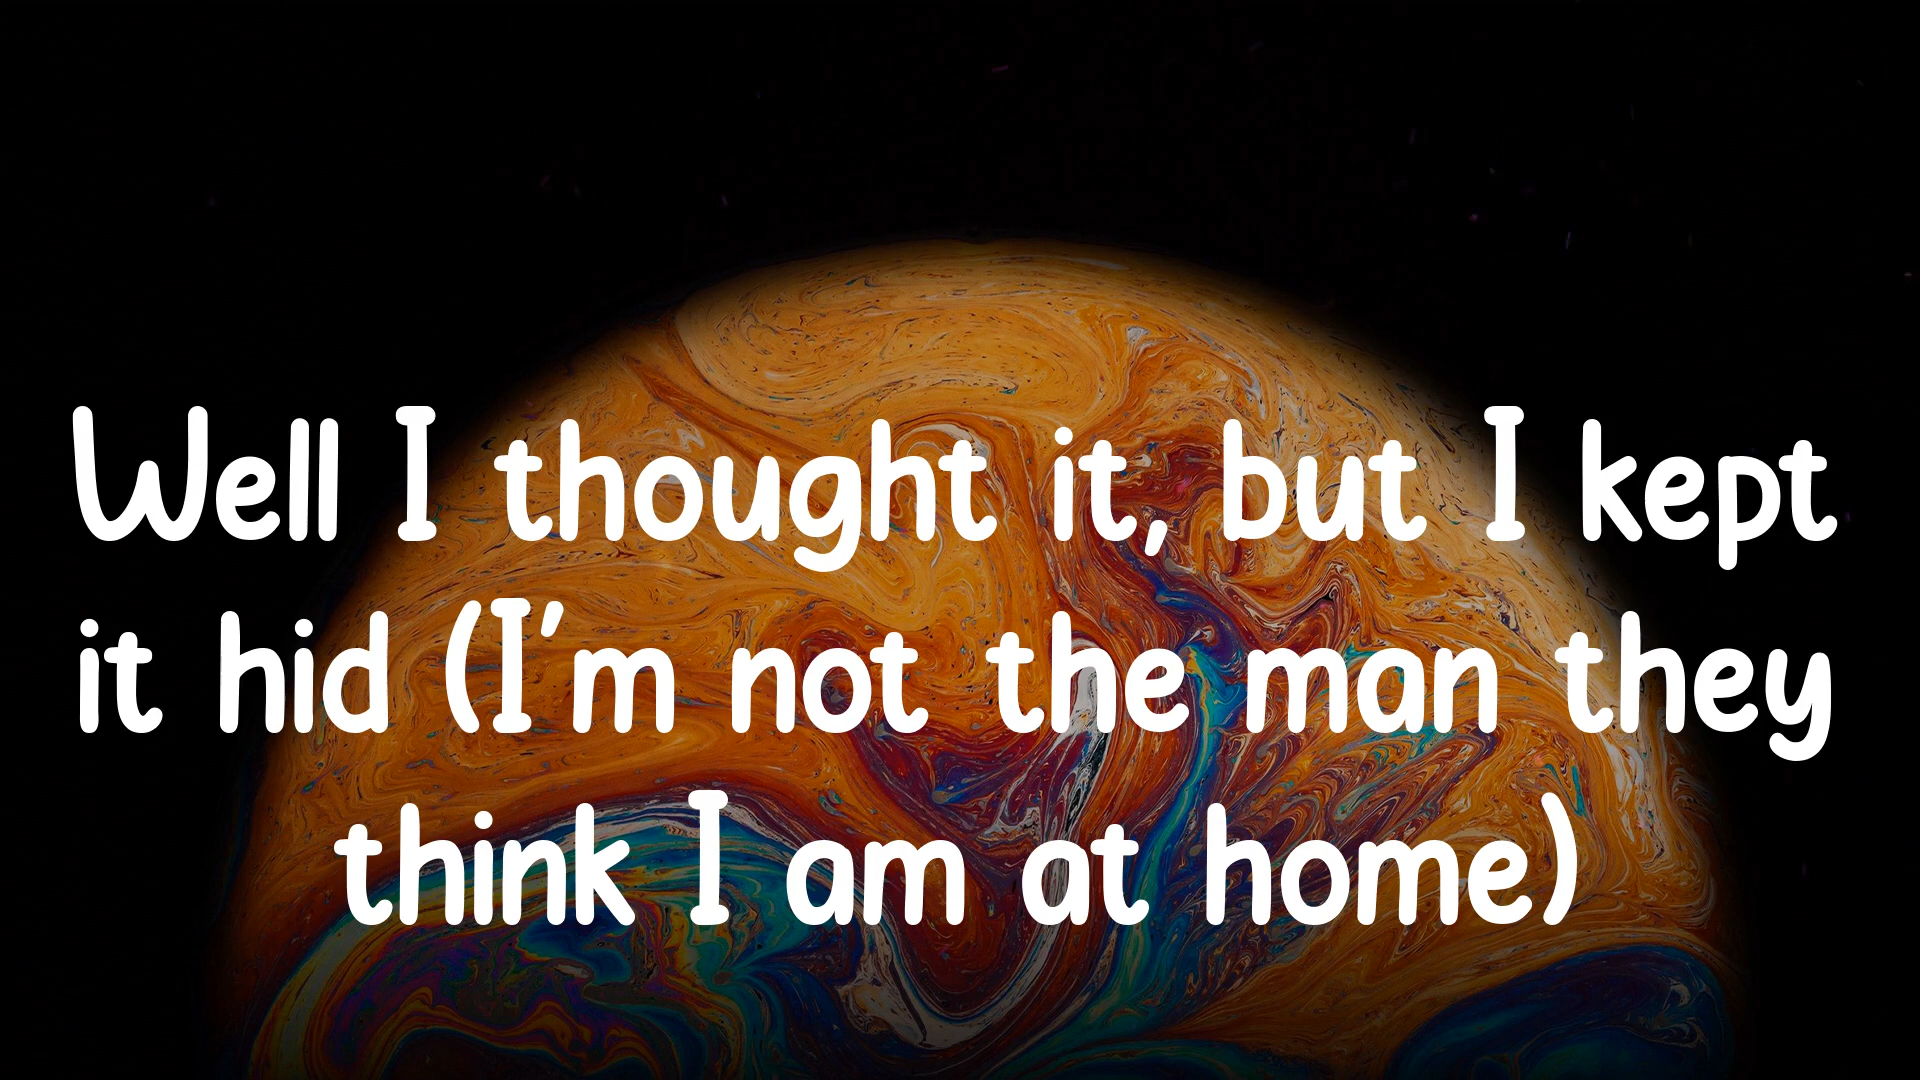 Well I thought it, but I kept
it hid (I'm not the man they
think I am at home)